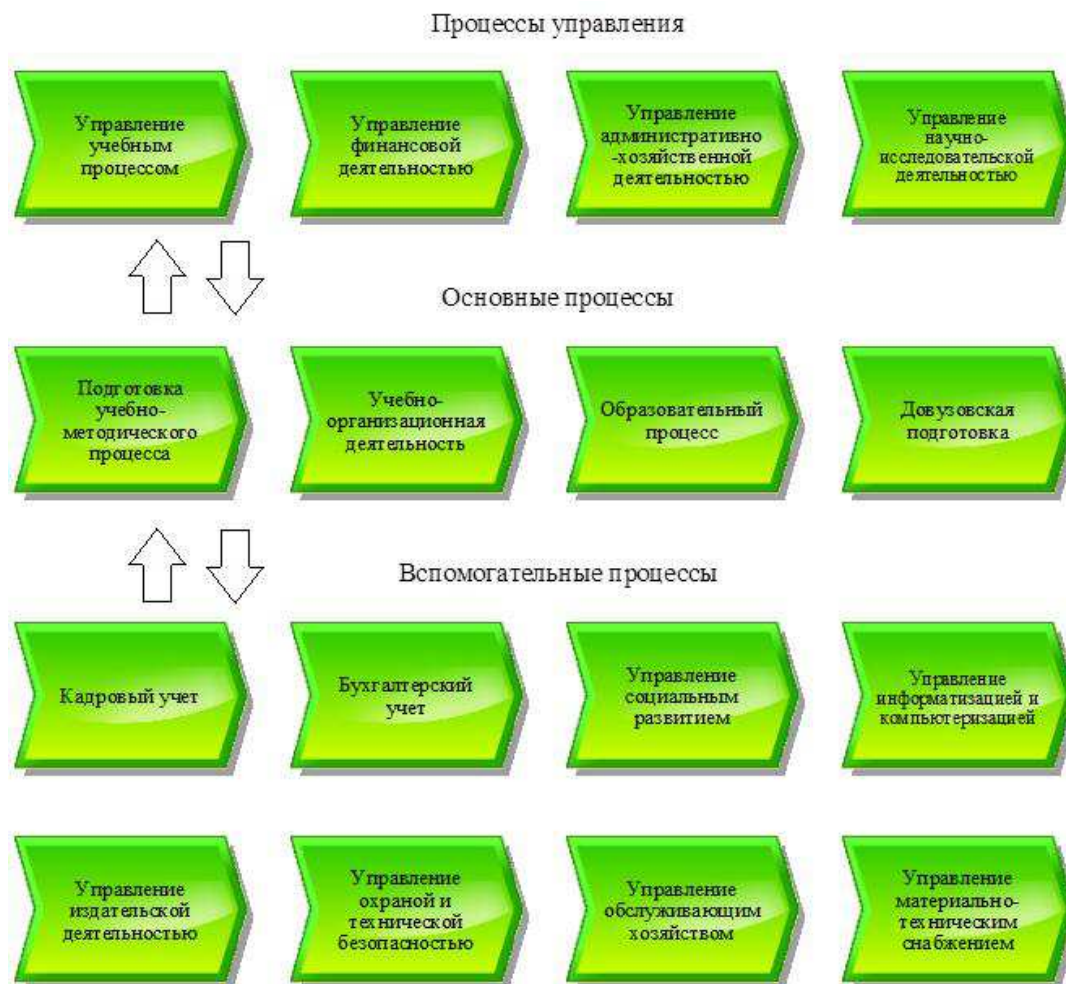 Процессы управления
Управление
учебным
процессом
Управление
финансовой
деятельностью
Управление
административно
-хозяйственной
деятельностью
Управление
научно-
исследовательской
деятельностью
Основные процессы
Подготовка
учебно-
методического
процесса
Учебно-
организационная
деятельность
Образовательный
процесс
Довузовская
подготовка
Вспомогательные процессы
Кадровый учет
Бухгалтерский
учет
Управление
социальным
развитием
Управление
информатизацией и
компьютеризацией
Управление
издательской
деятельностью
Управление
охраной и
технической
безопасностью
Управление
обслуживающим
хозяйством
Управление
материально-
техническим
снабжением